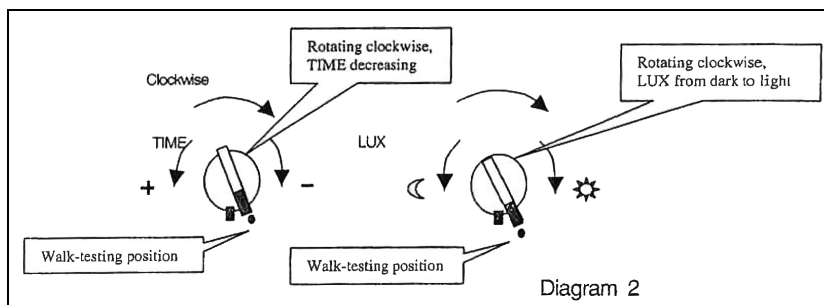 Rotating clockwise,
TIME decreasing
Rotating clockwise,
LUX from dark to light
Clockwise
TIME
LUX
+
-
Walk-testing position
Walk-testing position
Diagram 2